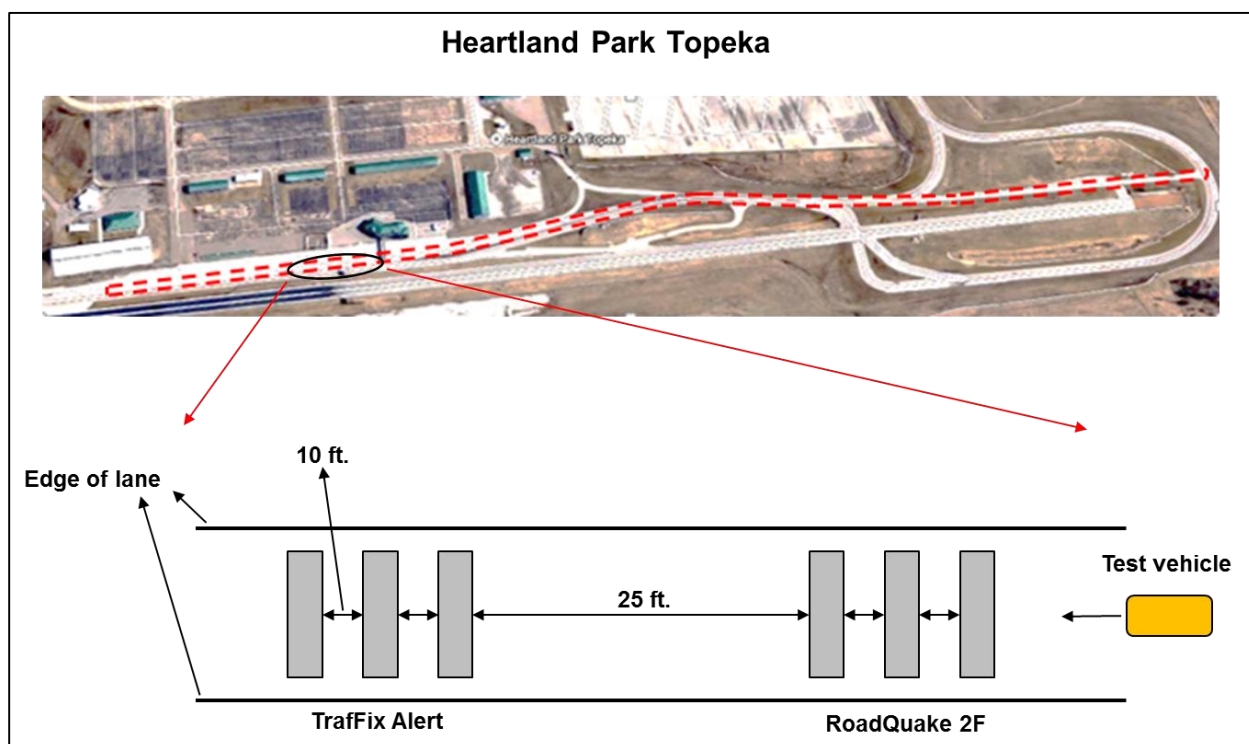 Heartland Park Topeka
Heartland Park Topeka
10 ft.
Edge of lane
Test vehicle
25 ft.
TrafFix Alert
RoadQuake 2F